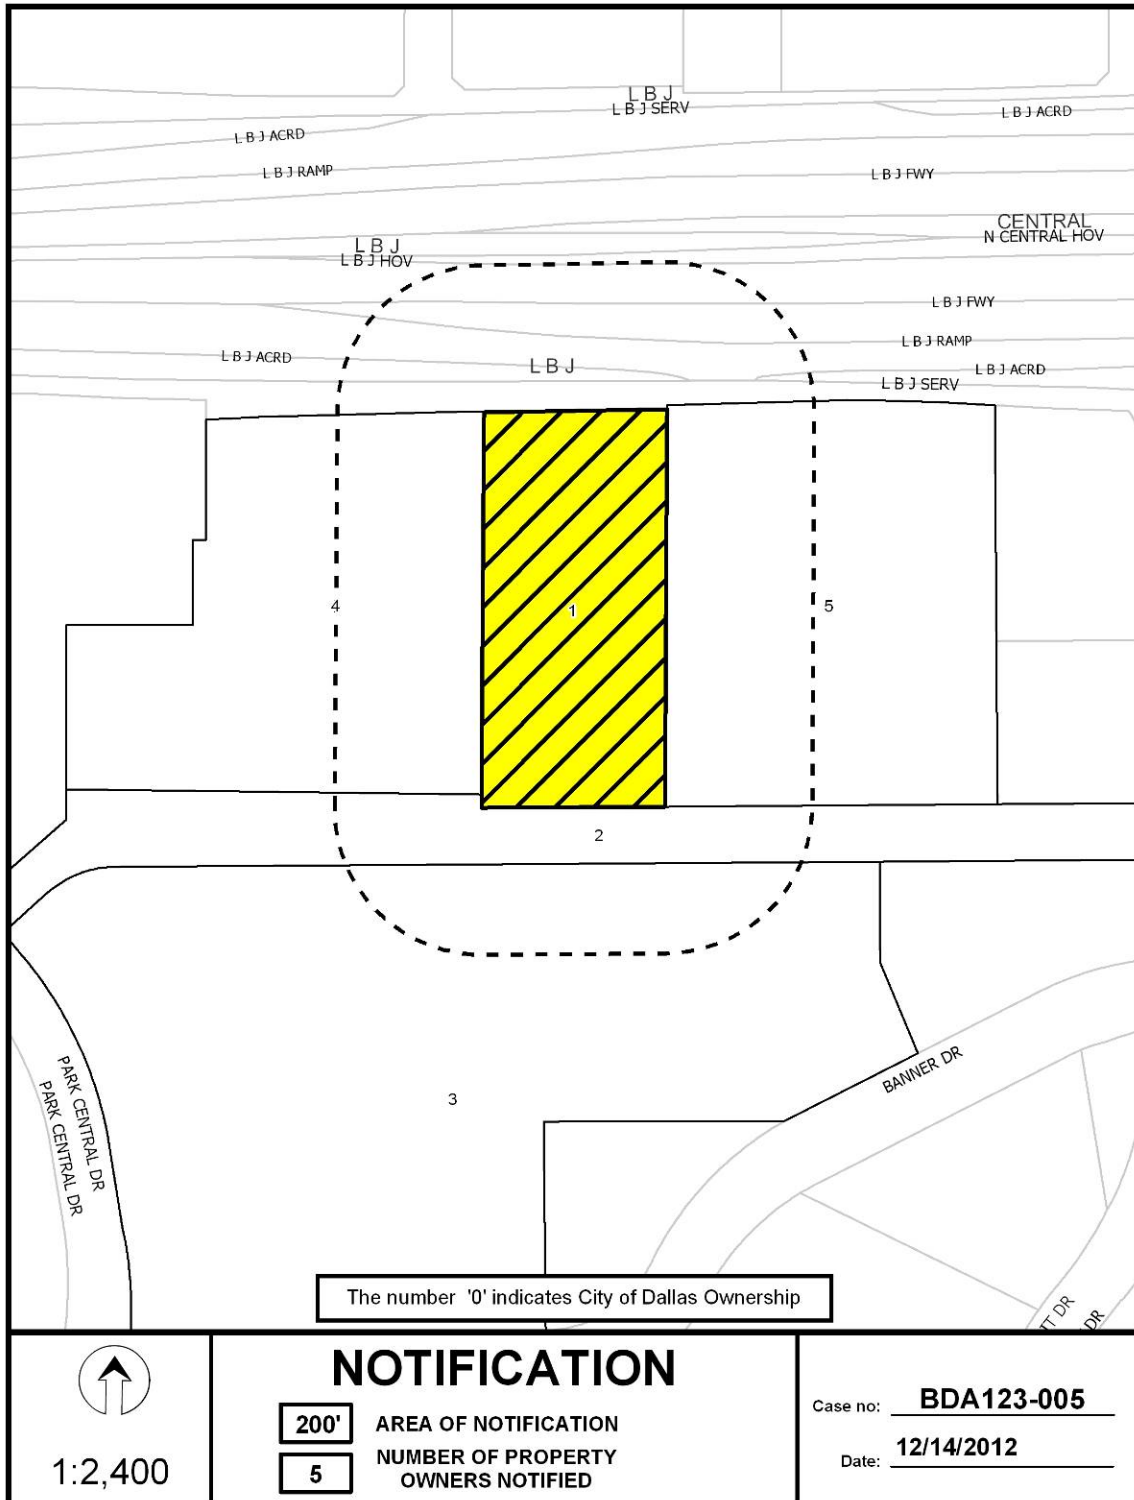 L B J
L B J SERV
L B J ACRD
L B J ACRD
L B J RAMP
L B J FWY
CENTRAL
N CENTRAL HOV
L B J
L B J HOV
L B J FWY
L B J RAMP
L B J ACRD
L B J
L B J ACRD
L B J SERV
4
1
5
2
3
BANNER DR
PARK CENTRAL DR
PARK CENTRAL DR
DR
DR
The number '0' indicates City of Dallas Ownership
NOTIFICATION
200' AREA OF NOTIFICATION
5 NUMBER OF PROPERTY
OWNERS NOTIFIED
1:2,400
Case no: BDA123-005
Date: 12/14/2012